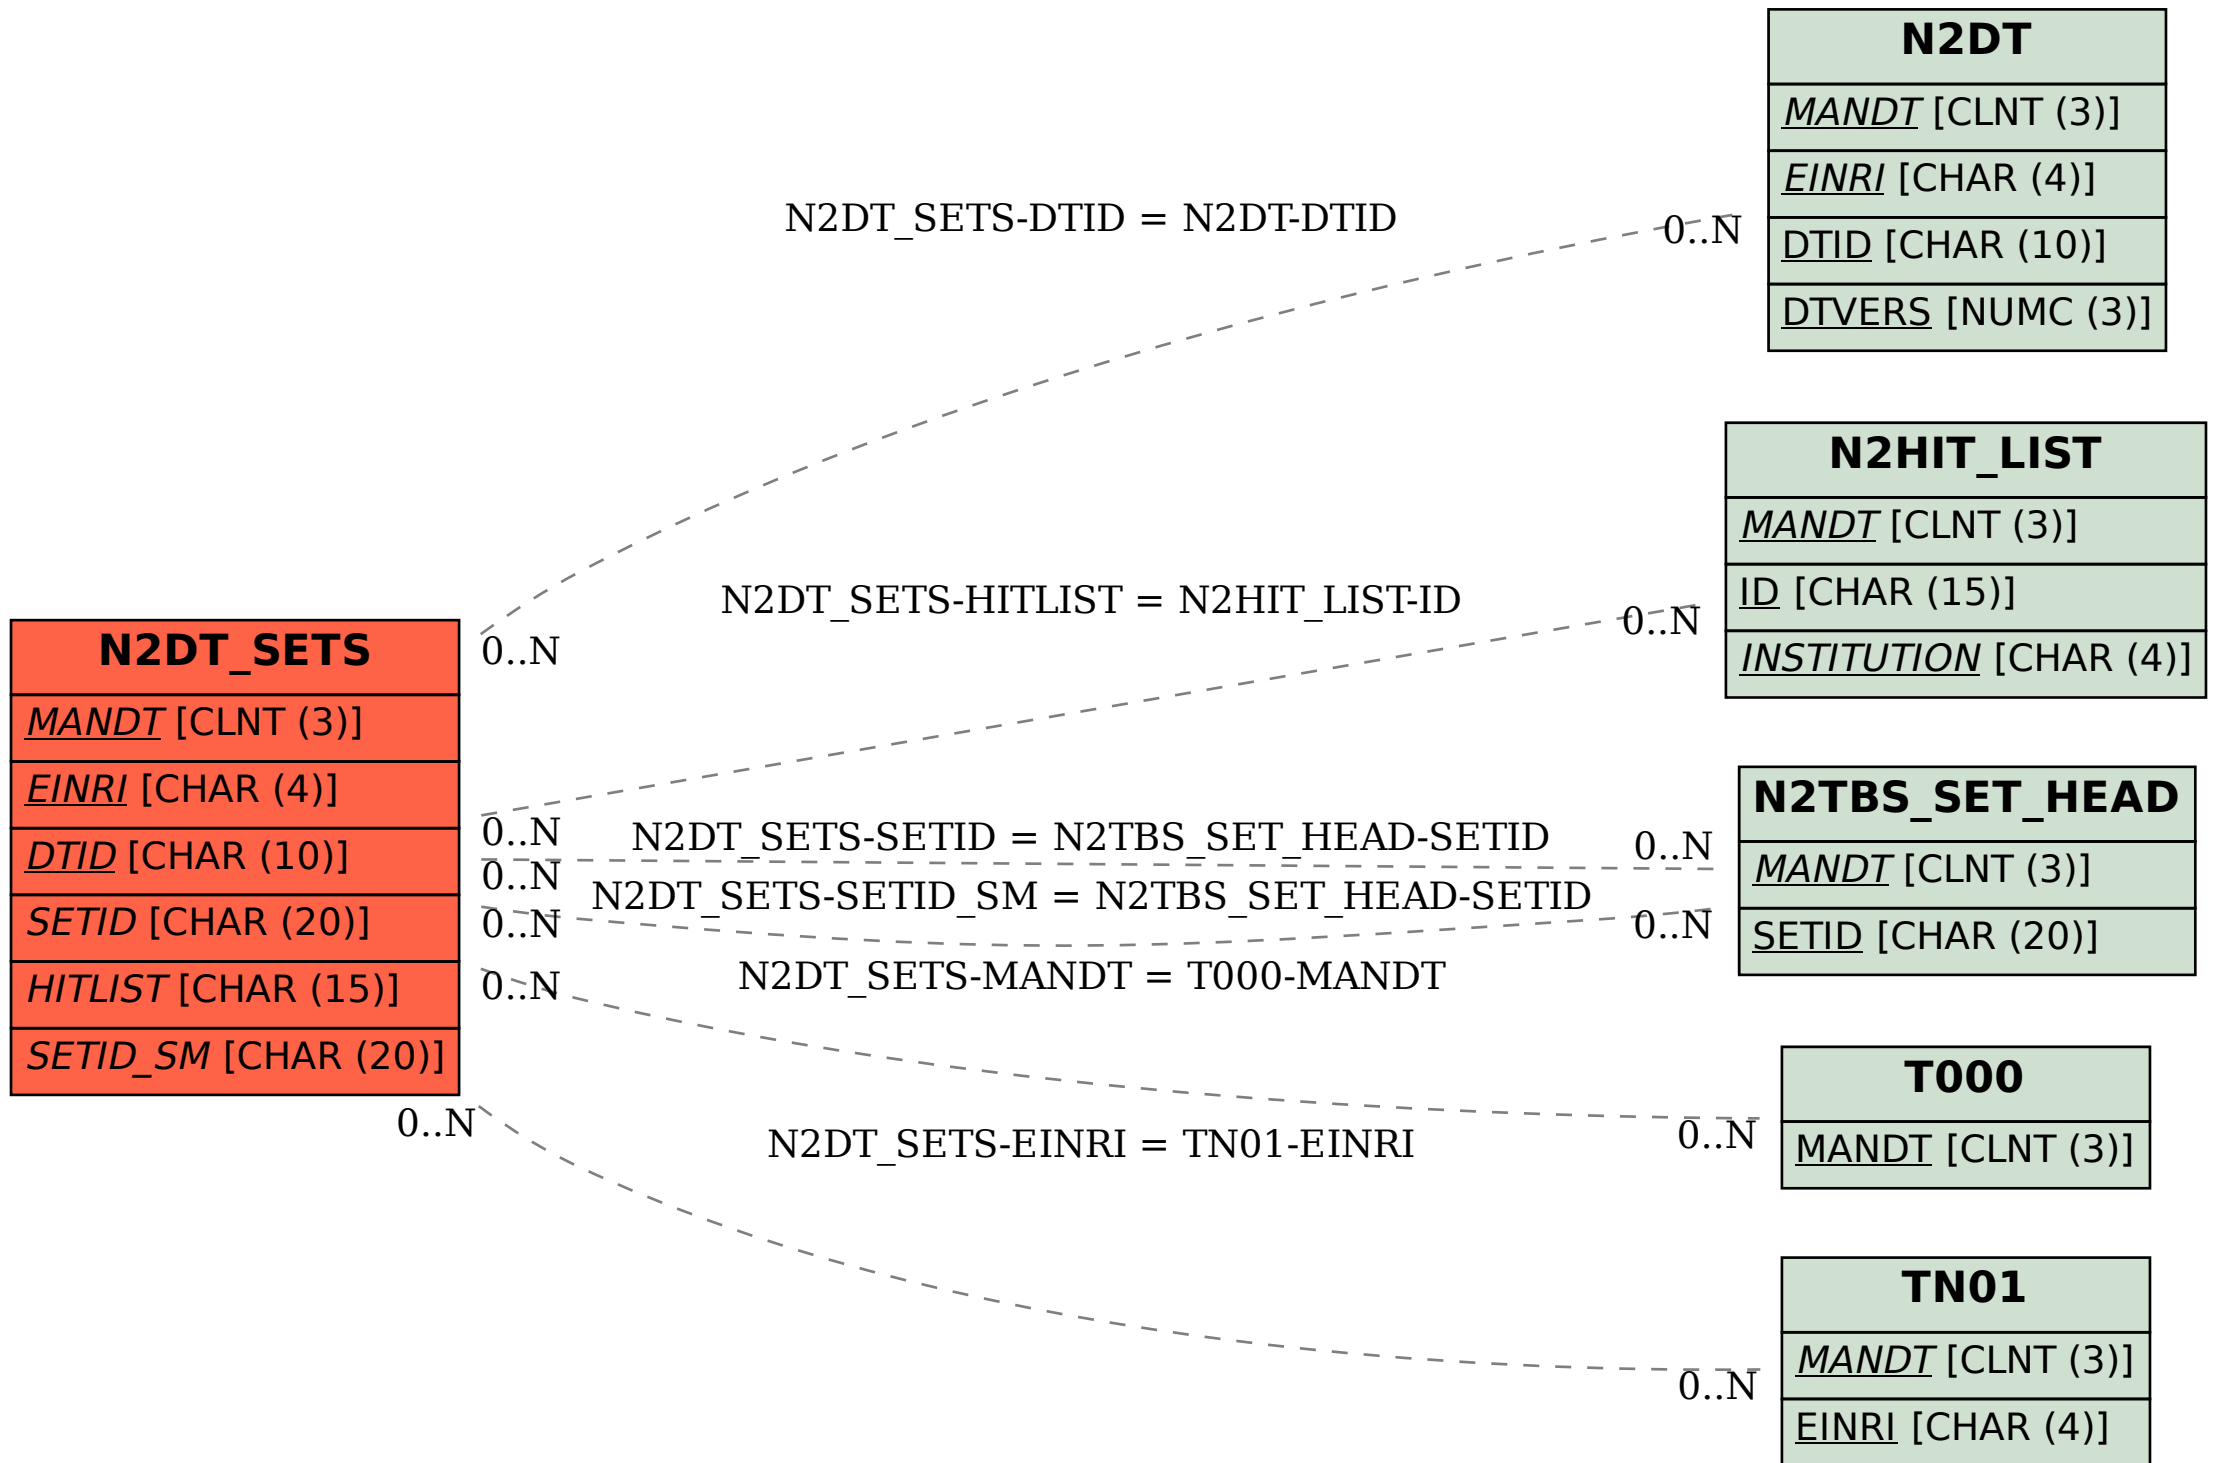 N2DT
MANDT [CLNT (3)]
EINRI [CHAR (4)]
DTID [CHAR (10)]
DTVERS [NUMC (3)]
N2DT_SETS-DTID = N2DT-DTID
0..N
0..N
N2HIT_LIST
MANDT [CLNT (3)]
ID [CHAR (15)]
INSTITUTION [CHAR (4)]
N2DT_SETS-HITLIST = N2HIT_LIST-ID
0..N
0..N
N2DT_SETS
MANDT [CLNT (3)]
EINRI [CHAR (4)]
DTID [CHAR (10)]
SETID [CHAR (20)]
HITLIST [CHAR (15)]
SETID_SM [CHAR (20)]
N2TBS_SET_HEAD
MANDT [CLNT (3)]
SETID [CHAR (20)]
N2DT_SETS-SETID = N2TBS_SET_HEAD-SETID
0..N
0..N
N2DT_SETS-SETID_SM = N2TBS_SET_HEAD-SETID
0..N
0..N
N2DT_SETS-MANDT = T000-MANDT
0..N
0..N
T000
MANDT [CLNT (3)]
N2DT_SETS-EINRI = TN01-EINRI
0..N
0..N
TN01
MANDT [CLNT (3)]
EINRI [CHAR (4)]